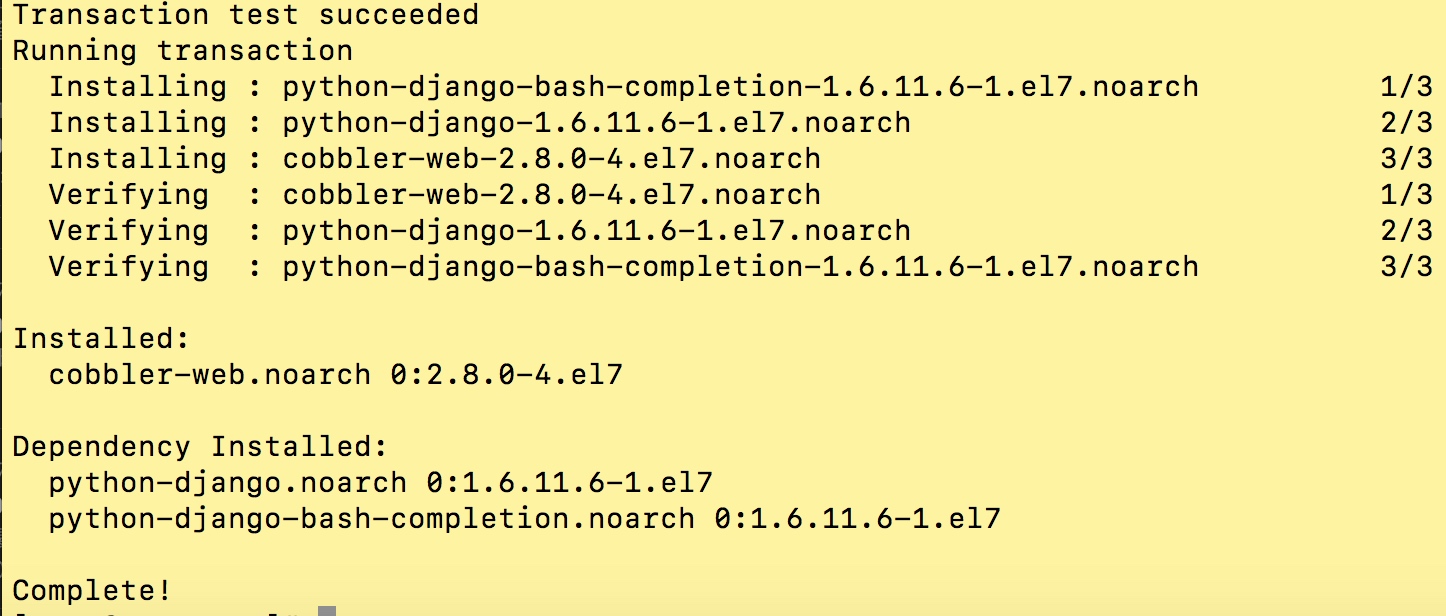 Transaction test succeeded
Running transaction
  Installing : python-django-bash-completion-1.6.11.6-1.el7.noarch 1/3
  Installing : python-django-1.6.11.6-1.el7.noarch 2/3
  Installing : cobbler-web-2.8.0-4.el7.noarch 3/3
  Verifying  : cobbler-web-2.8.0-4.el7.noarch 1/3
  Verifying  : python-django-1.6.11.6-1.el7.noarch 2/3
  Verifying  : python-django-bash-completion-1.6.11.6-1.el7.noarch 3/3
Installed:
  cobbler-web.noarch 0:2.8.0-4.el7
Dependency Installed:
  python-django.noarch 0:1.6.11.6-1.el7
  python-django-bash-completion.noarch 0:1.6.11.6-1.el7
Complete!